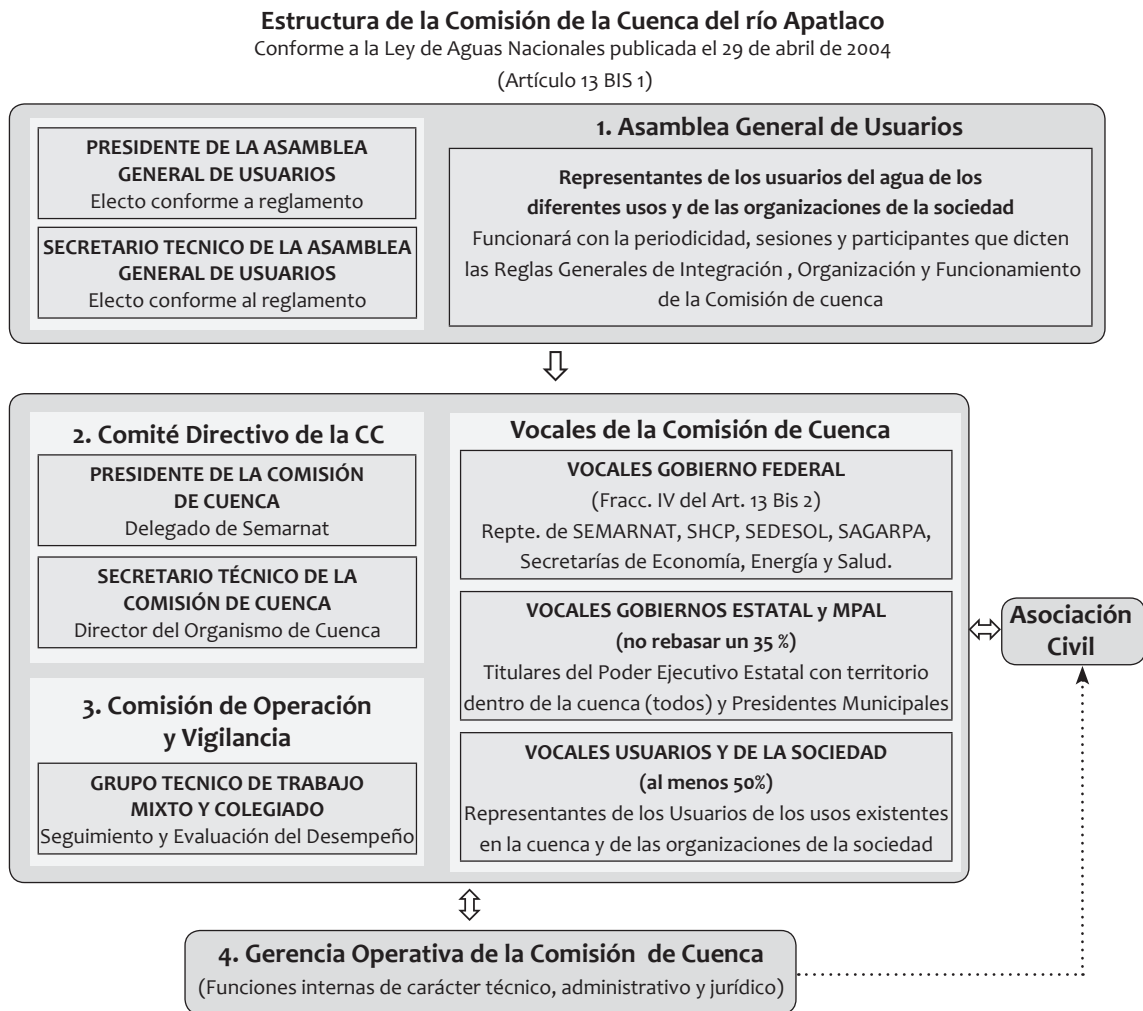 Estructura de la Comisión de la Cuenca del río Apatlaco
Conforme a la Ley de Aguas Nacionales publicada el 29 de abril de 2004
(Artículo 13 BIS 1)
PRESIDENTE DE LA ASAMBLEA
GENERAL DE USUARIOS
Electo conforme a reglamento
SECRETARIO TECNICO DE LA ASAMBLEA
GENERAL DE USUARIOS
Electo conforme al reglamento
1. Asamblea General de Usuarios
Representantes de los usuarios del agua de los
diferentes usos y de las organizaciones de la sociedad
Funcionará con la periodicidad, sesiones y participantes que dicten
las Reglas Generales de Integración , Organización y Funcionamiento
de la Comisión de cuenca
2. Comité Directivo de la CC
PRESIDENTE DE LA COMISIÓN
DE CUENCA
Delegado de Semarnat
SECRETARIO TÉCNICO DE LA
COMISIÓN DE CUENCA
Director del Organismo de Cuenca
3. Comisión de Operación
y Vigilancia
GRUPO TECNICO DE TRABAJO
MIXTO Y COLEGIADO
Seguimiento y Evaluación del Desempeño
Vocales de la Comisión de Cuenca
VOCALES GOBIERNO FEDERAL
(Fracc. IV del Art. 13 Bis 2)
Repte. de SEMARNAT, SHCP, SEDESOL, SAGARPA,
Secretarías de Economía, Energía y Salud.
VOCALES GOBIERNOS ESTATAL y MPAL
(no rebasar un 35 %)
Titulares del Poder Ejecutivo Estatal con territorio
dentro de la cuenca (todos) y Presidentes Municipales
VOCALES USUARIOS Y DE LA SOCIEDAD
(al menos 50%)
Representantes de los Usuarios de los usos existentes
en la cuenca y de las organizaciones de la sociedad
Asociación
Civil
4. Gerencia Operativa de la Comisión de Cuenca
(Funciones internas de carácter técnico, administrativo y jurídico)